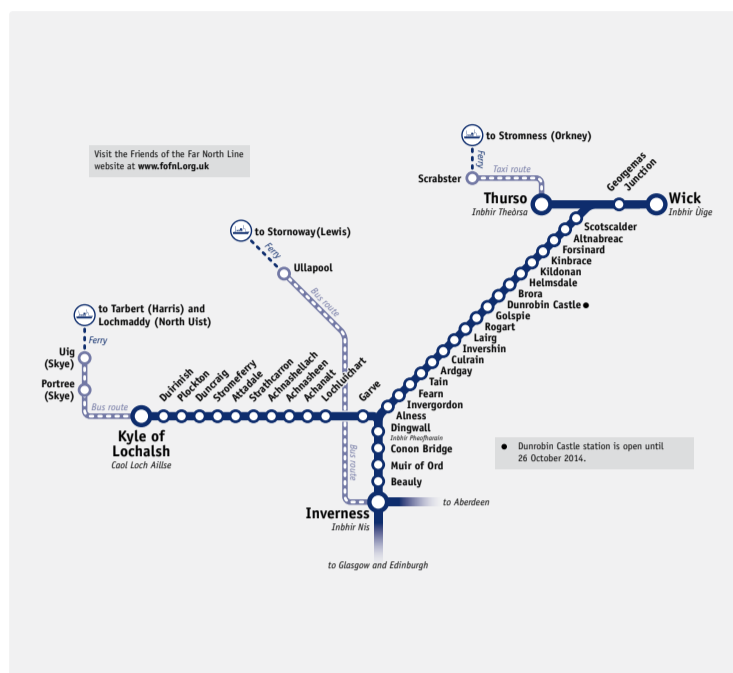 to Stromness (Orkney)
Ferry
Taxi route
Scrabster
Visit the Friends of the Far North Line
website at www.fofnl.org.uk
Georgemas
Junction
Thurso
Inbhir Theòrsa
Wick
Inbhir Ùige
Scotscalder
Altnabreac
Forsinard
Kinbrace
Kildonan
Helmsdale
Brora
Dunrobin Castle ●
Golspie
Rogart
Lairg
Invershin
Culrain
Ardgay
Tain
Fearn
Invergordon
Alness
to Stornoway(Lewis)
Ferry
Ullapool
Bus route
to Tarbert (Harris) and
Lochmaddy (North Uist)
Ferry
Uig
(Skye)
Portree
(Skye)
Bus route
Kyle of
Lochalsh
Caol Loch Aillse
Duirinish
Plockton
Duncraig
Stromeferry
Attadale
Strathcarron
Achnashellach
Achnasheen
Achanalt
Lochluichart
Garve
Dingwall
Inbhir Pheofharain
Conon Bridge
Muir of Ord
Beauly
Bus route
● Dunrobin Castle station is open until
26 October 2014.
Inverness
Inbhir Nis
to Aberdeen
to Glasgow and Edinburgh